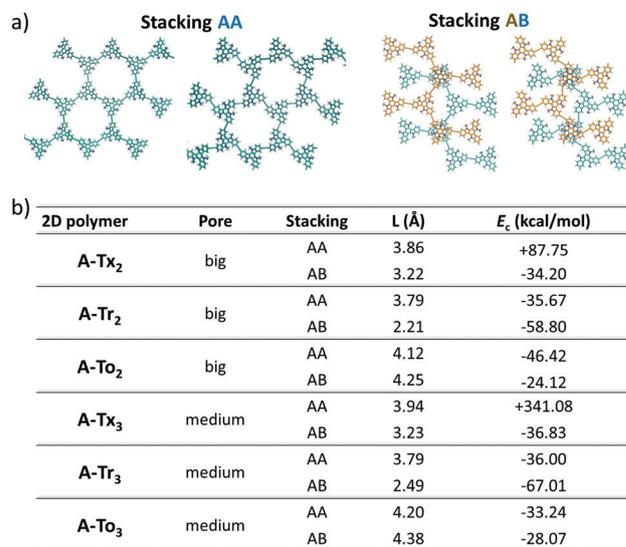 a)
Stacking AA
Stacking AB
b)
2D polymer Pore Stacking L (Å) E_c (kcal/mol)
A-Tx₂ big AA 3.86 +87.75
AB 3.22 -34.20
A-Tr₂ big AA 3.79 -35.67
AB 2.21 -58.80
A-To₂ big AA 4.12 -46.42
AB 4.25 -24.12
A-Tx₃ medium AA 3.94 +341.08
AB 3.23 -36.83
A-Tr₃ medium AA 3.79 -36.00
AB 2.49 -67.01
A-To₃ medium AA 4.20 -33.24
AB 4.38 -28.07